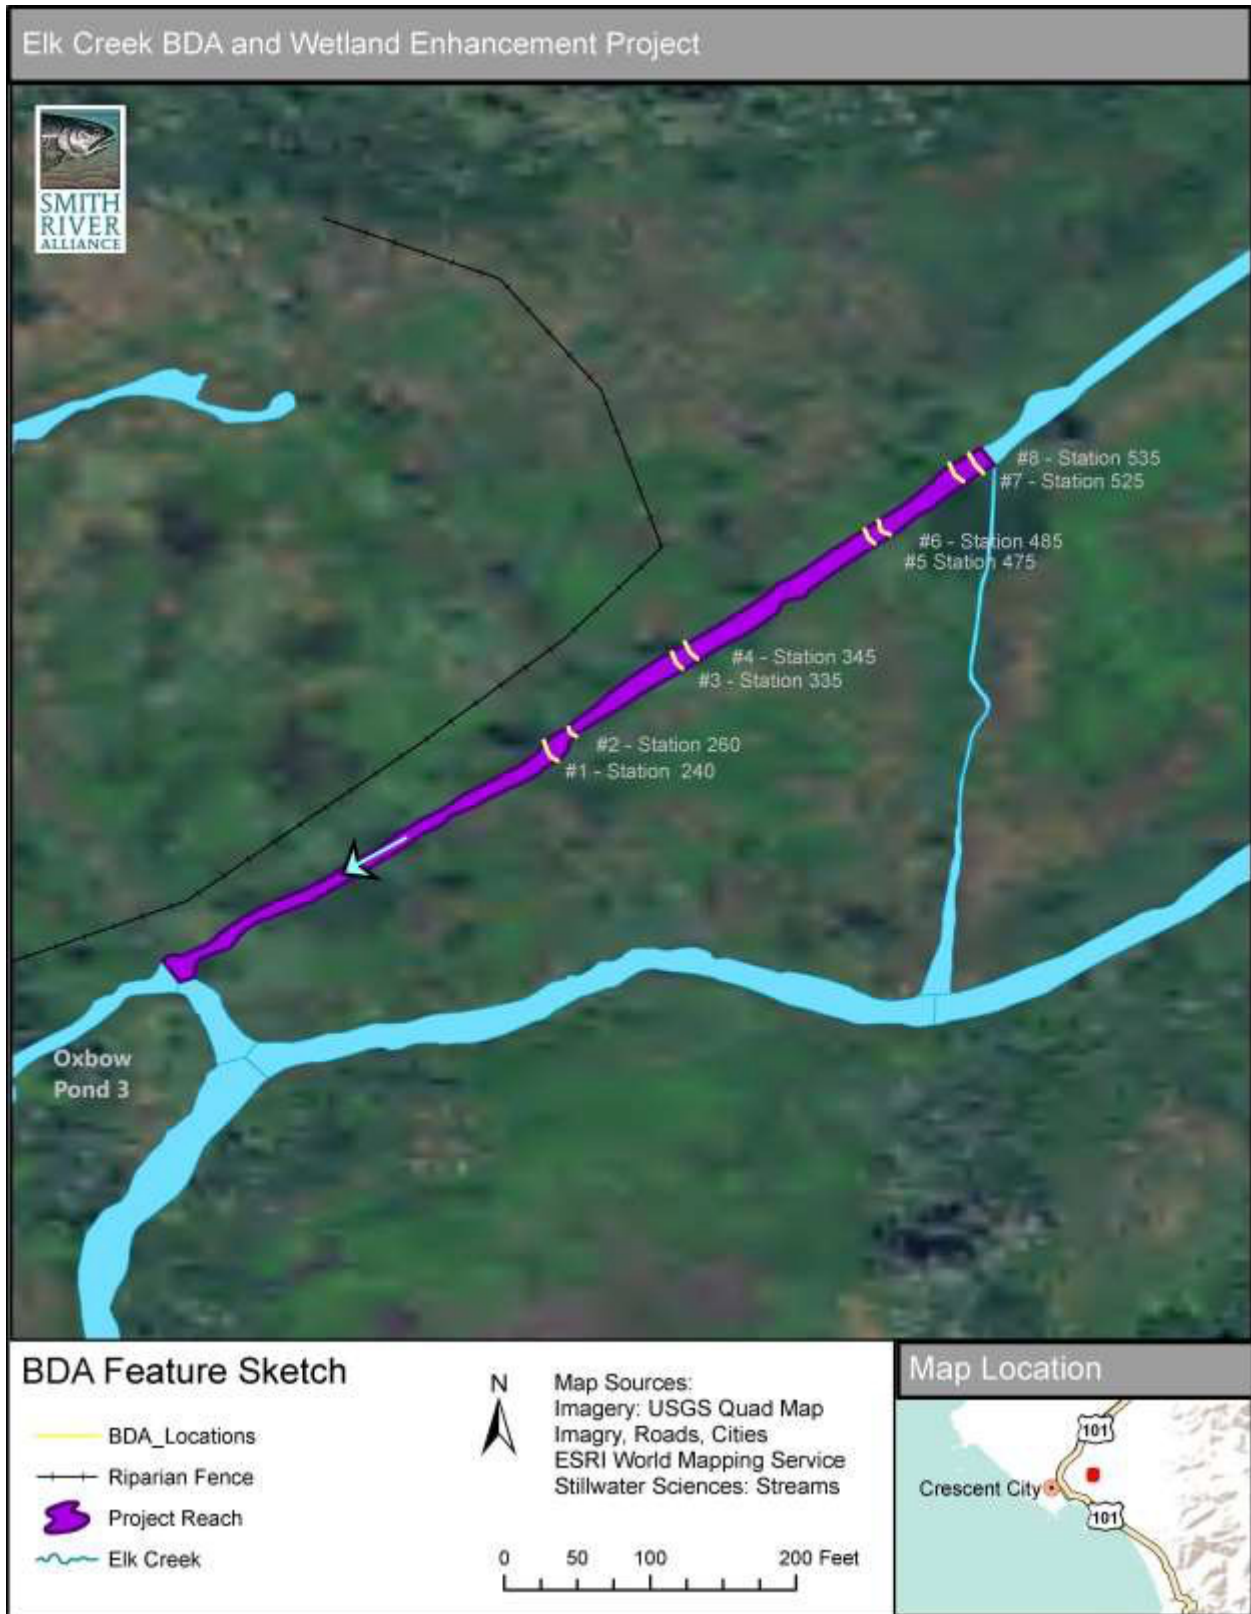 Elk Creek BDA and Wetland Enhancement Project
SMITH
RIVER
ALLIANCE
#8 - Station 535
#7 - Station 525
#6 - Station 485
#5 Station 475
#4 - Station 345
#3 - Station 335
#2 - Station 260
#1 - Station 240
Oxbow
Pond 3
BDA Feature Sketch
BDA_Locations
Riparian Fence
Project Reach
Elk Creek
N
Map Sources:
Imagery: USGS Quad Map
Imagry, Roads, Cities
ESRI World Mapping Service
Stillwater Sciences: Streams
0 50 100 200 Feet
Map Location
101
Crescent City
101